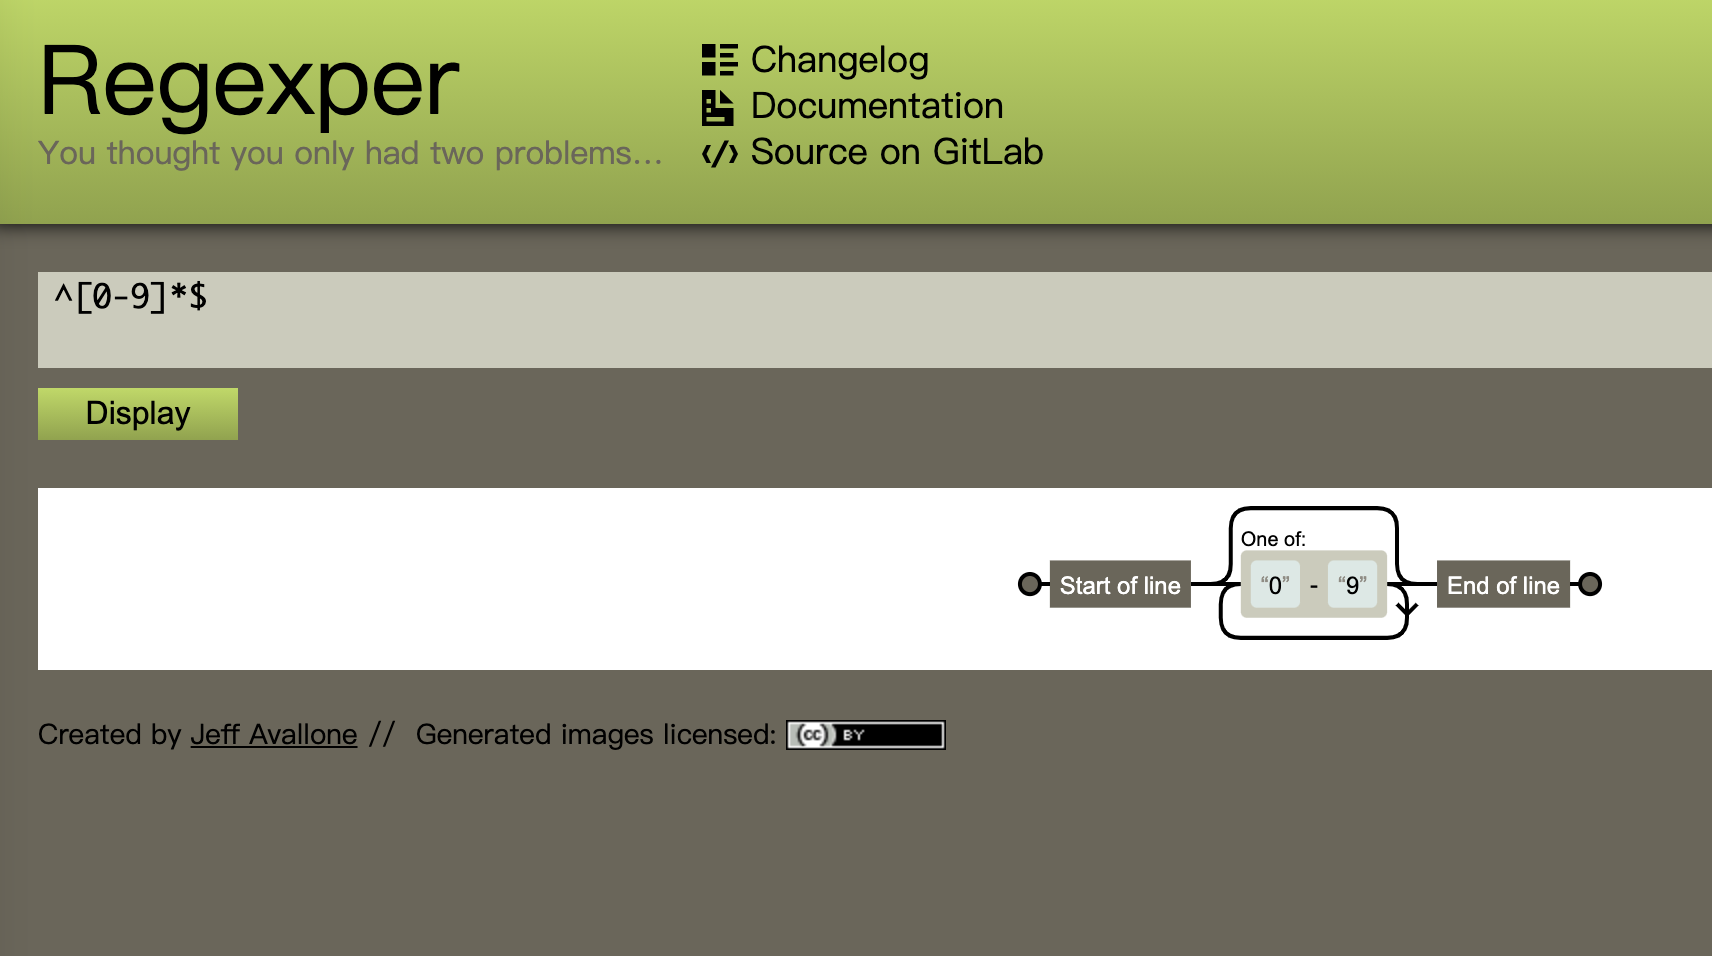 Regexper
You thought you only had two problems...
Changelog
Documentation
Source on GitLab
^[0-9]*$
Display
One of:
Start of line “0” - “9” End of line
Created by Jeff Avallone // Generated images licensed: (cc) BY